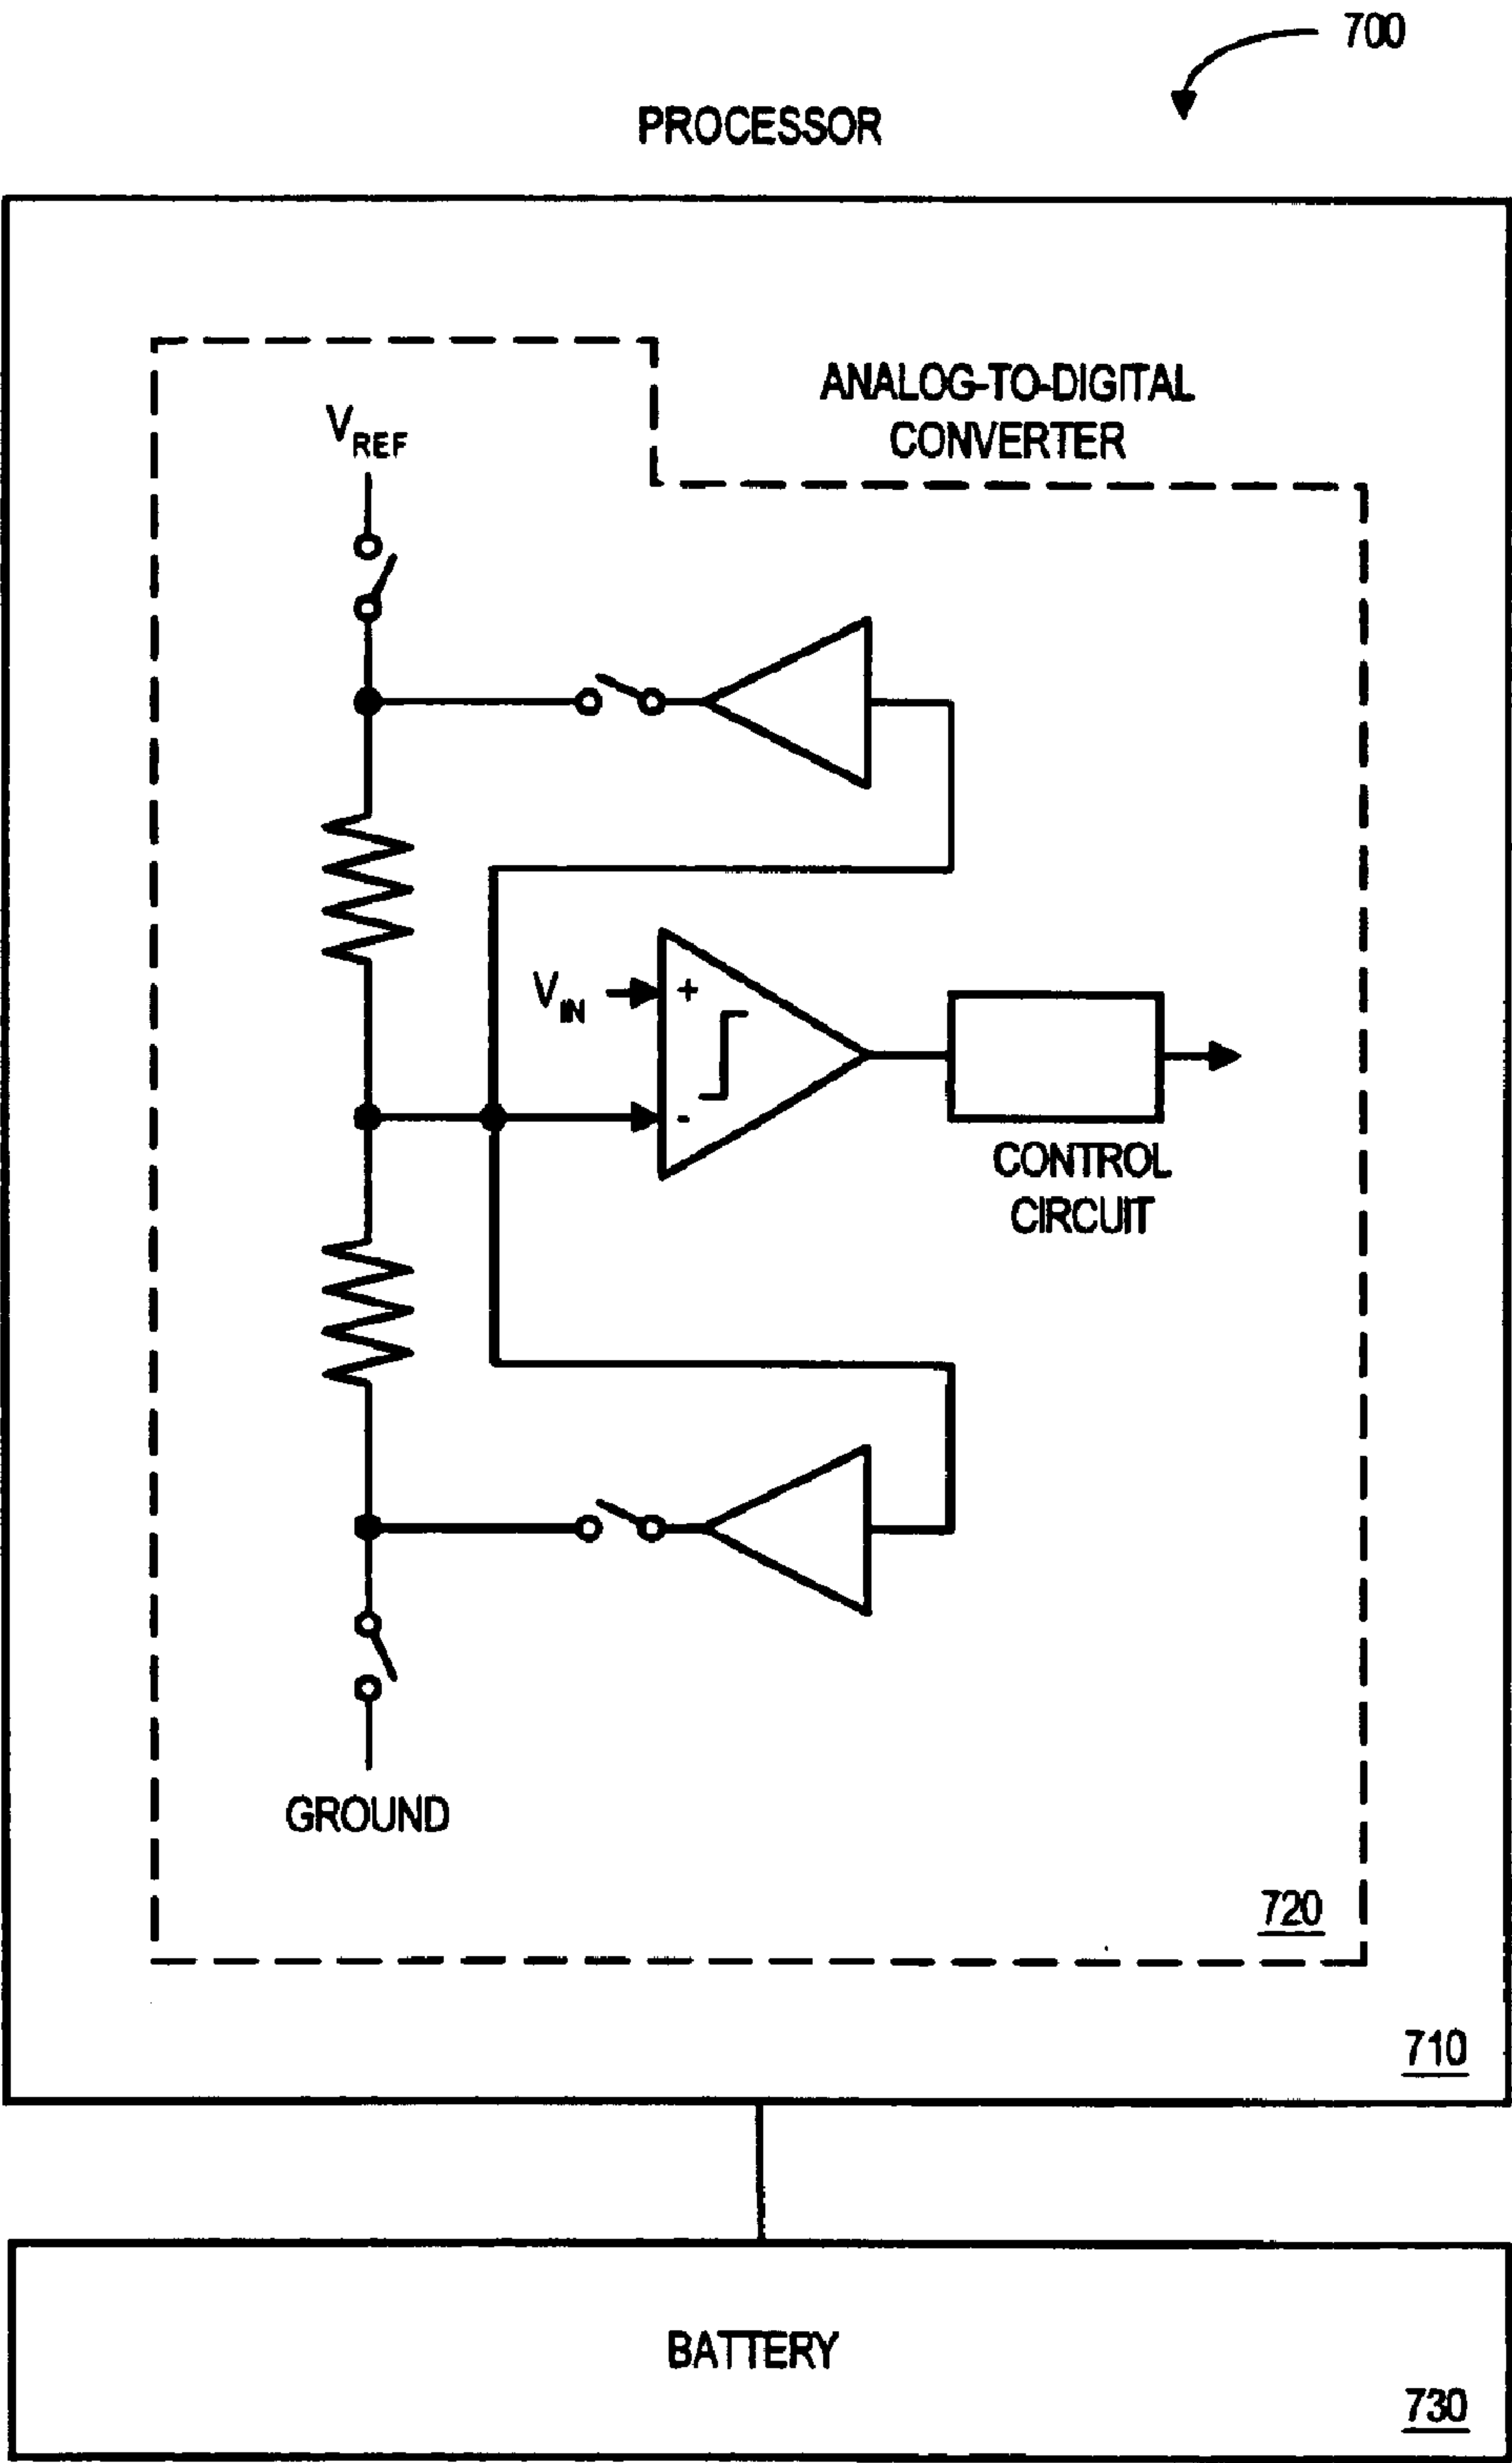 700
PROCESSOR
ANALOG-TO-DIGITAL
CONVERTER
VREF
VIN
+
-
CONTROL
CIRCUIT
GROUND
720
710
BATTERY
730